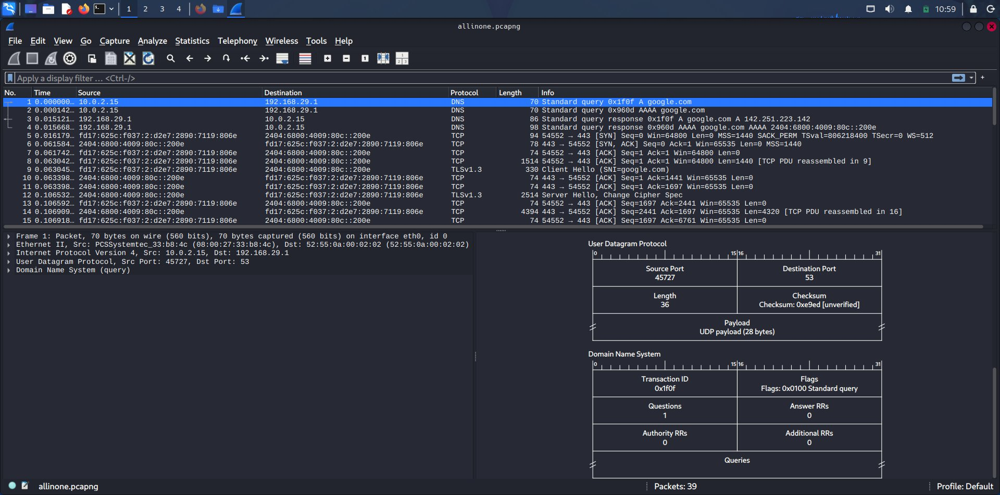 1 2 3 4 10:59
allinone.pcapng
File Edit View Go Capture Analyze Statistics Telephony Wireless Tools Help
Apply a display filter … <Ctrl-/> +
No. Time Source Destination Protocol Length Info
1 0.000000… 10.0.2.15 192.168.29.1 DNS 70 Standard query 0x1f0f A google.com
2 0.000142… 10.0.2.15 192.168.29.1 DNS 70 Standard query 0x960d AAAA google.com
3 0.015121… 192.168.29.1 10.0.2.15 DNS 86 Standard query response 0x1f0f A google.com A 142.251.223.142
4 0.015668… 192.168.29.1 10.0.2.15 DNS 98 Standard query response 0x960d AAAA google.com AAAA 2404:6800:4009:80c::200e
5 0.016179… fd17:625c:f037:2:d2e7:2890:7119:806e 2404:6800:4009:80c::200e TCP 94 54552 → 443 [SYN] Seq=0 Win=64800 Len=0 MSS=1440 SACK_PERM TSval=806218400 TSecr=0 WS=512
6 0.061584… 2404:6800:4009:80c::200e fd17:625c:f037:2:d2e7:2890:7119:806e TCP 78 443 → 54552 [SYN, ACK] Seq=0 Ack=1 Win=65535 Len=0 MSS=1440
7 0.061742… fd17:625c:f037:2:d2e7:2890:7119:806e 2404:6800:4009:80c::200e TCP 74 54552 → 443 [ACK] Seq=1 Ack=1 Win=64800 Len=0
8 0.063042… fd17:625c:f037:2:d2e7:2890:7119:806e 2404:6800:4009:80c::200e TCP 1514 54552 → 443 [ACK] Seq=1 Ack=1 Win=64800 Len=1440 [TCP PDU reassembled in 9]
9 0.063045… fd17:625c:f037:2:d2e7:2890:7119:806e 2404:6800:4009:80c::200e TLSv1.3 330 Client Hello (SNI=google.com)
10 0.063398… 2404:6800:4009:80c::200e fd17:625c:f037:2:d2e7:2890:7119:806e TCP 74 443 → 54552 [ACK] Seq=1 Ack=1441 Win=65535 Len=0
11 0.063398… 2404:6800:4009:80c::200e fd17:625c:f037:2:d2e7:2890:7119:806e TCP 74 443 → 54552 [ACK] Seq=1 Ack=1697 Win=65535 Len=0
12 0.106532… 2404:6800:4009:80c::200e fd17:625c:f037:2:d2e7:2890:7119:806e TLSv1.3 2514 Server Hello, Change Cipher Spec
13 0.106592… fd17:625c:f037:2:d2e7:2890:7119:806e 2404:6800:4009:80c::200e TCP 74 54552 → 443 [ACK] Seq=1697 Ack=2441 Win=65535 Len=0
14 0.106909… 2404:6800:4009:80c::200e fd17:625c:f037:2:d2e7:2890:7119:806e TCP 4394 443 → 54552 [ACK] Seq=2441 Ack=1697 Win=65535 Len=4320 [TCP PDU reassembled in 16]
15 0.106918… fd17:625c:f037:2:d2e7:2890:7119:806e 2404:6800:4009:80c::200e TCP 74 54552 → 443 [ACK] Seq=1697 Ack=6761 Win=65535 Len=0
Frame 1: Packet, 70 bytes on wire (560 bits), 70 bytes captured (560 bits) on interface eth0, id 0
Ethernet II, Src: PCSSystemtec_33:b8:4c (08:00:27:33:b8:4c), Dst: 52:55:0a:00:02:02 (52:55:0a:00:02:02)
Internet Protocol Version 4, Src: 10.0.2.15, Dst: 192.168.29.1
User Datagram Protocol, Src Port: 45727, Dst Port: 53
Domain Name System (query)
User Datagram Protocol
0 15 16 31
Source Port Destination Port
45727 53
Length Checksum
36 Checksum: 0xe9ed [unverified]
Payload
UDP payload (28 bytes)
Domain Name System
0 15 16 31
Transaction ID Flags
0x1f0f Flags: 0x0100 Standard query
Questions Answer RRs
1 0
Authority RRs Additional RRs
0 0
Queries
allinone.pcapng Packets: 39 Profile: Default